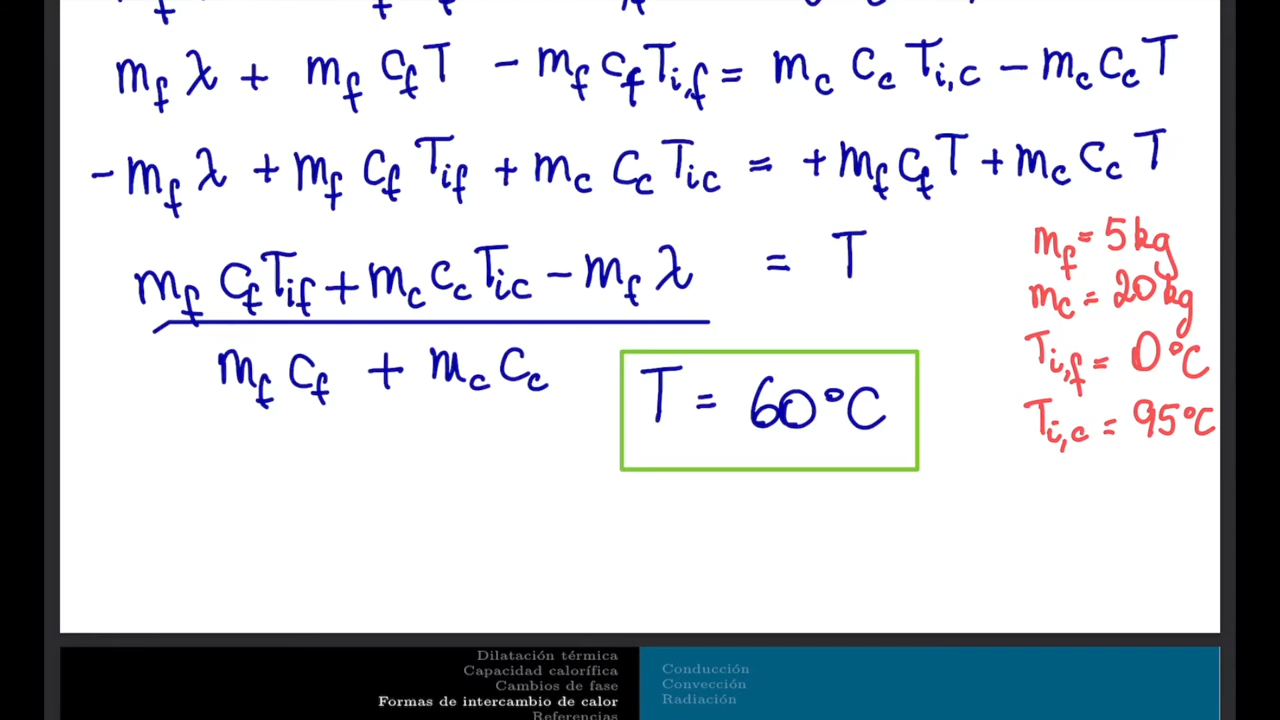 m_f λ + m_f c_f T - m_f c_f T_{i,f} = m_c c_c T_{i,c} - m_c c_c T
- m_f λ + m_f c_f T_{if} + m_c c_c T_{ic} = + m_f c_f T + m_c c_c T
m_f c_f T_{if} + m_c c_c T_{ic} - m_f λ = T
m_f c_f + m_c c_c
T = 60°C
m_f = 5 kg
m_c = 20 kg
T_{i,f} = 0°C
T_{i,c} = 95°C
Dilatación térmica
Capacidad calorífica
Cambios de fase
Formas de intercambio de calor
Referencias
Conducción
Convección
Radiación